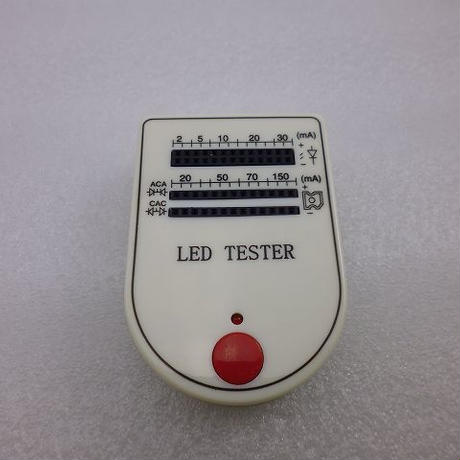 2 5 10 20 30 (mA)
+
−
ACA 20 50 70 150 (mA)
+
CAC
−
LED TESTER